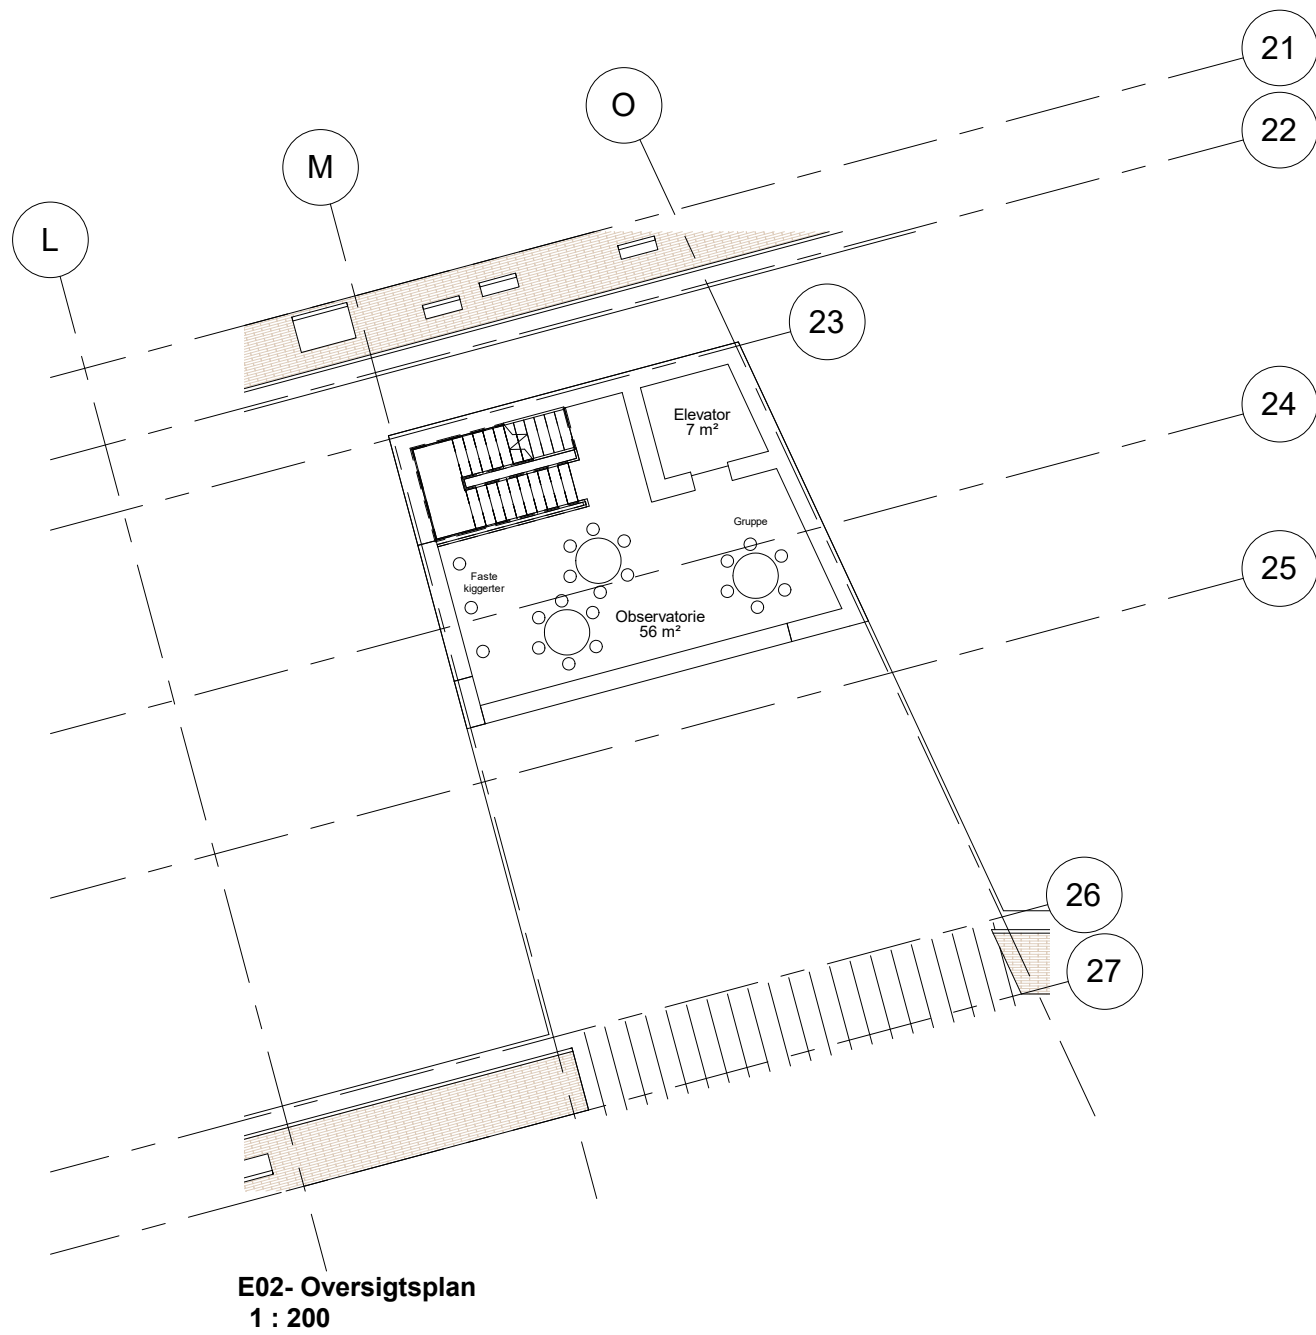 21
O
22
M
L
23
24
Elevator
7 m²
Gruppe
25
Faste
kiggerter
Observatorie
56 m²
26
27
E02- Oversigtsplan
1 : 200